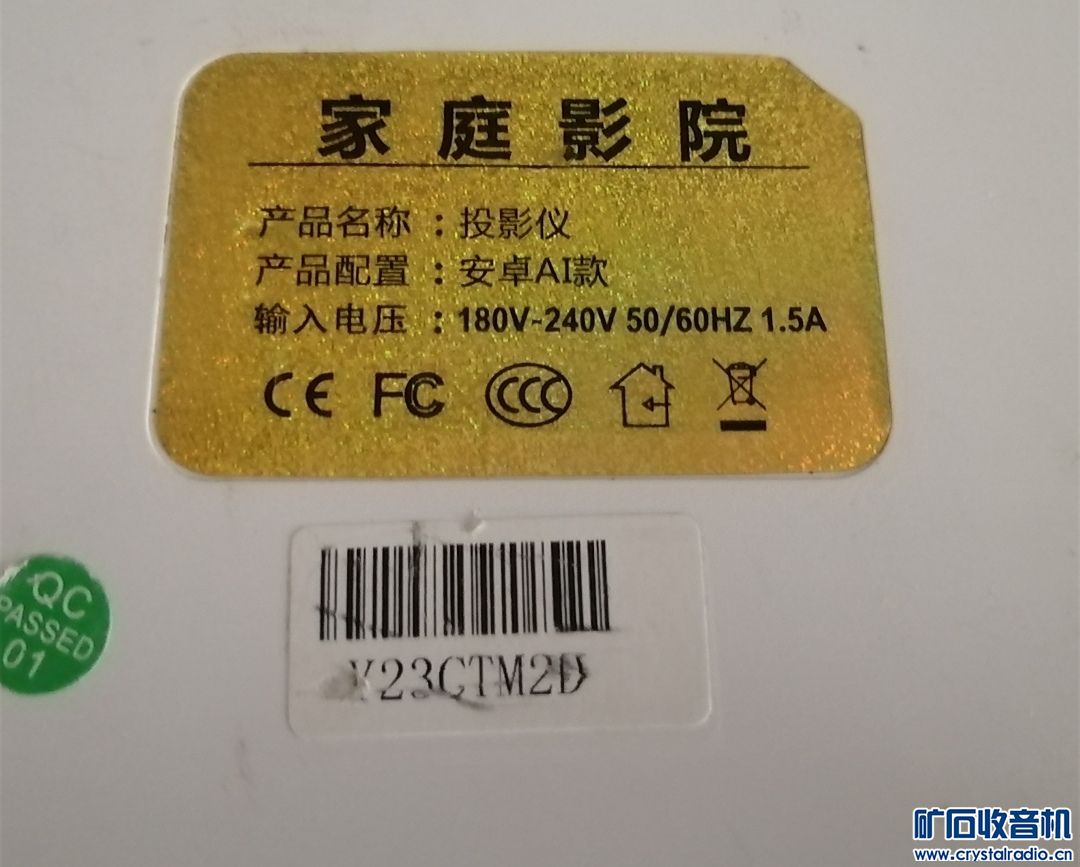 家庭影院
产品名称：投影仪
产品配置：安卓AI款
输入电压：180V-240V 50/60HZ 1.5A
CE FC CCC
QC
PASSED
01
Y23CTM2D
矿石收音机
www.crystalradio.cn